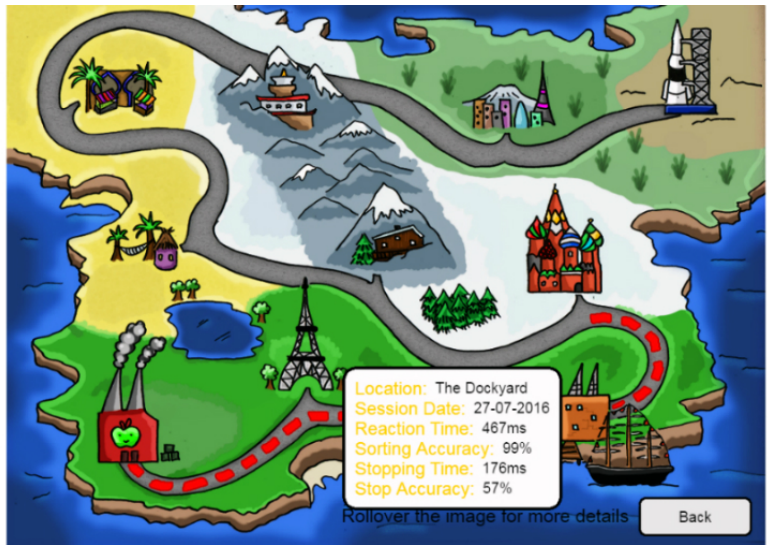 Location: The Dockyard
Session Date: 27-07-2016
Reaction Time: 467ms
Sorting Accuracy: 99%
Stopping Time: 176ms
Stop Accuracy: 57%
Rollover the image for more details
Back